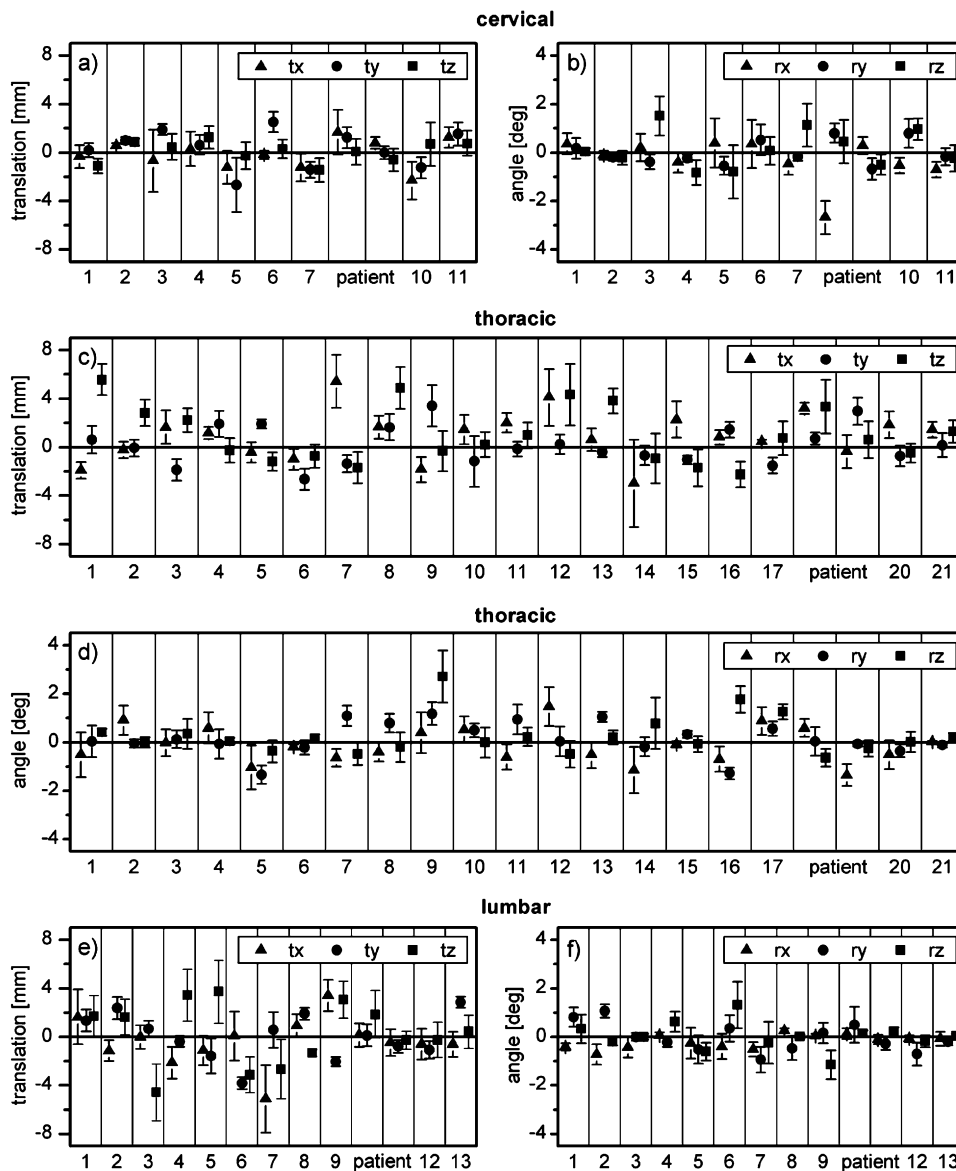 cervical
a) tx ty tz
translation [mm]
8
4
0
-4
-8
1 2 3 4 5 6 7 patient 10 11
b) rx ry rz
angle [deg]
4
2
0
-2
-4
1 2 3 4 5 6 7 patient 10 11
thoracic
c) tx ty tz
translation [mm]
8
4
0
-4
-8
1 2 3 4 5 6 7 8 9 10 11 12 13 14 15 16 17 patient 20 21
thoracic
d) rx ry rz
angle [deg]
4
2
0
-2
-4
1 2 3 4 5 6 7 8 9 10 11 12 13 14 15 16 17 patient 20 21
lumbar
e) tx ty tz
translation [mm]
8
4
0
-4
-8
1 2 3 4 5 6 7 8 9 patient 12 13
f) rx ry rz
angle [deg]
4
2
0
-2
-4
1 2 3 4 5 6 7 8 9 patient 12 13